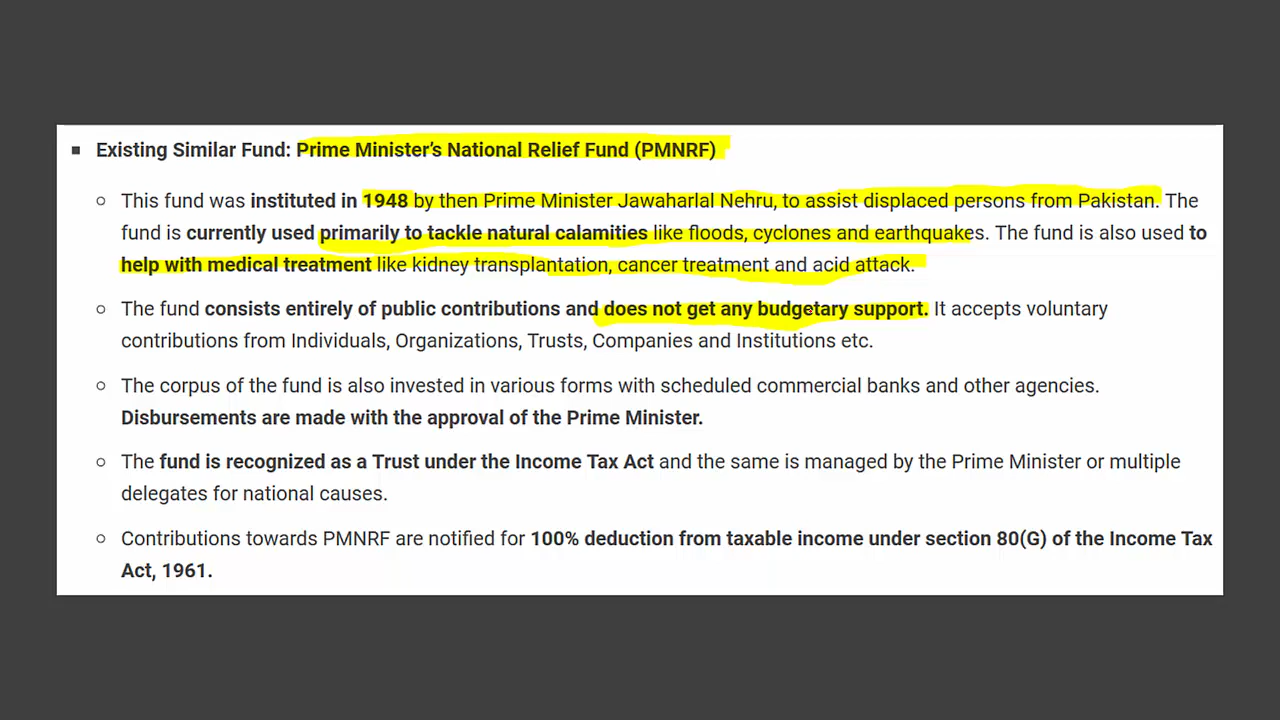 ▪ Existing Similar Fund: Prime Minister’s National Relief Fund (PMNRF)
○ This fund was instituted in 1948 by then Prime Minister Jawaharlal Nehru, to assist displaced persons from Pakistan. The
fund is currently used primarily to tackle natural calamities like floods, cyclones and earthquakes. The fund is also used to
help with medical treatment like kidney transplantation, cancer treatment and acid attack.
○ The fund consists entirely of public contributions and does not get any budgetary support. It accepts voluntary
contributions from Individuals, Organizations, Trusts, Companies and Institutions etc.
○ The corpus of the fund is also invested in various forms with scheduled commercial banks and other agencies.
Disbursements are made with the approval of the Prime Minister.
○ The fund is recognized as a Trust under the Income Tax Act and the same is managed by the Prime Minister or multiple
delegates for national causes.
○ Contributions towards PMNRF are notified for 100% deduction from taxable income under section 80(G) of the Income Tax
Act, 1961.